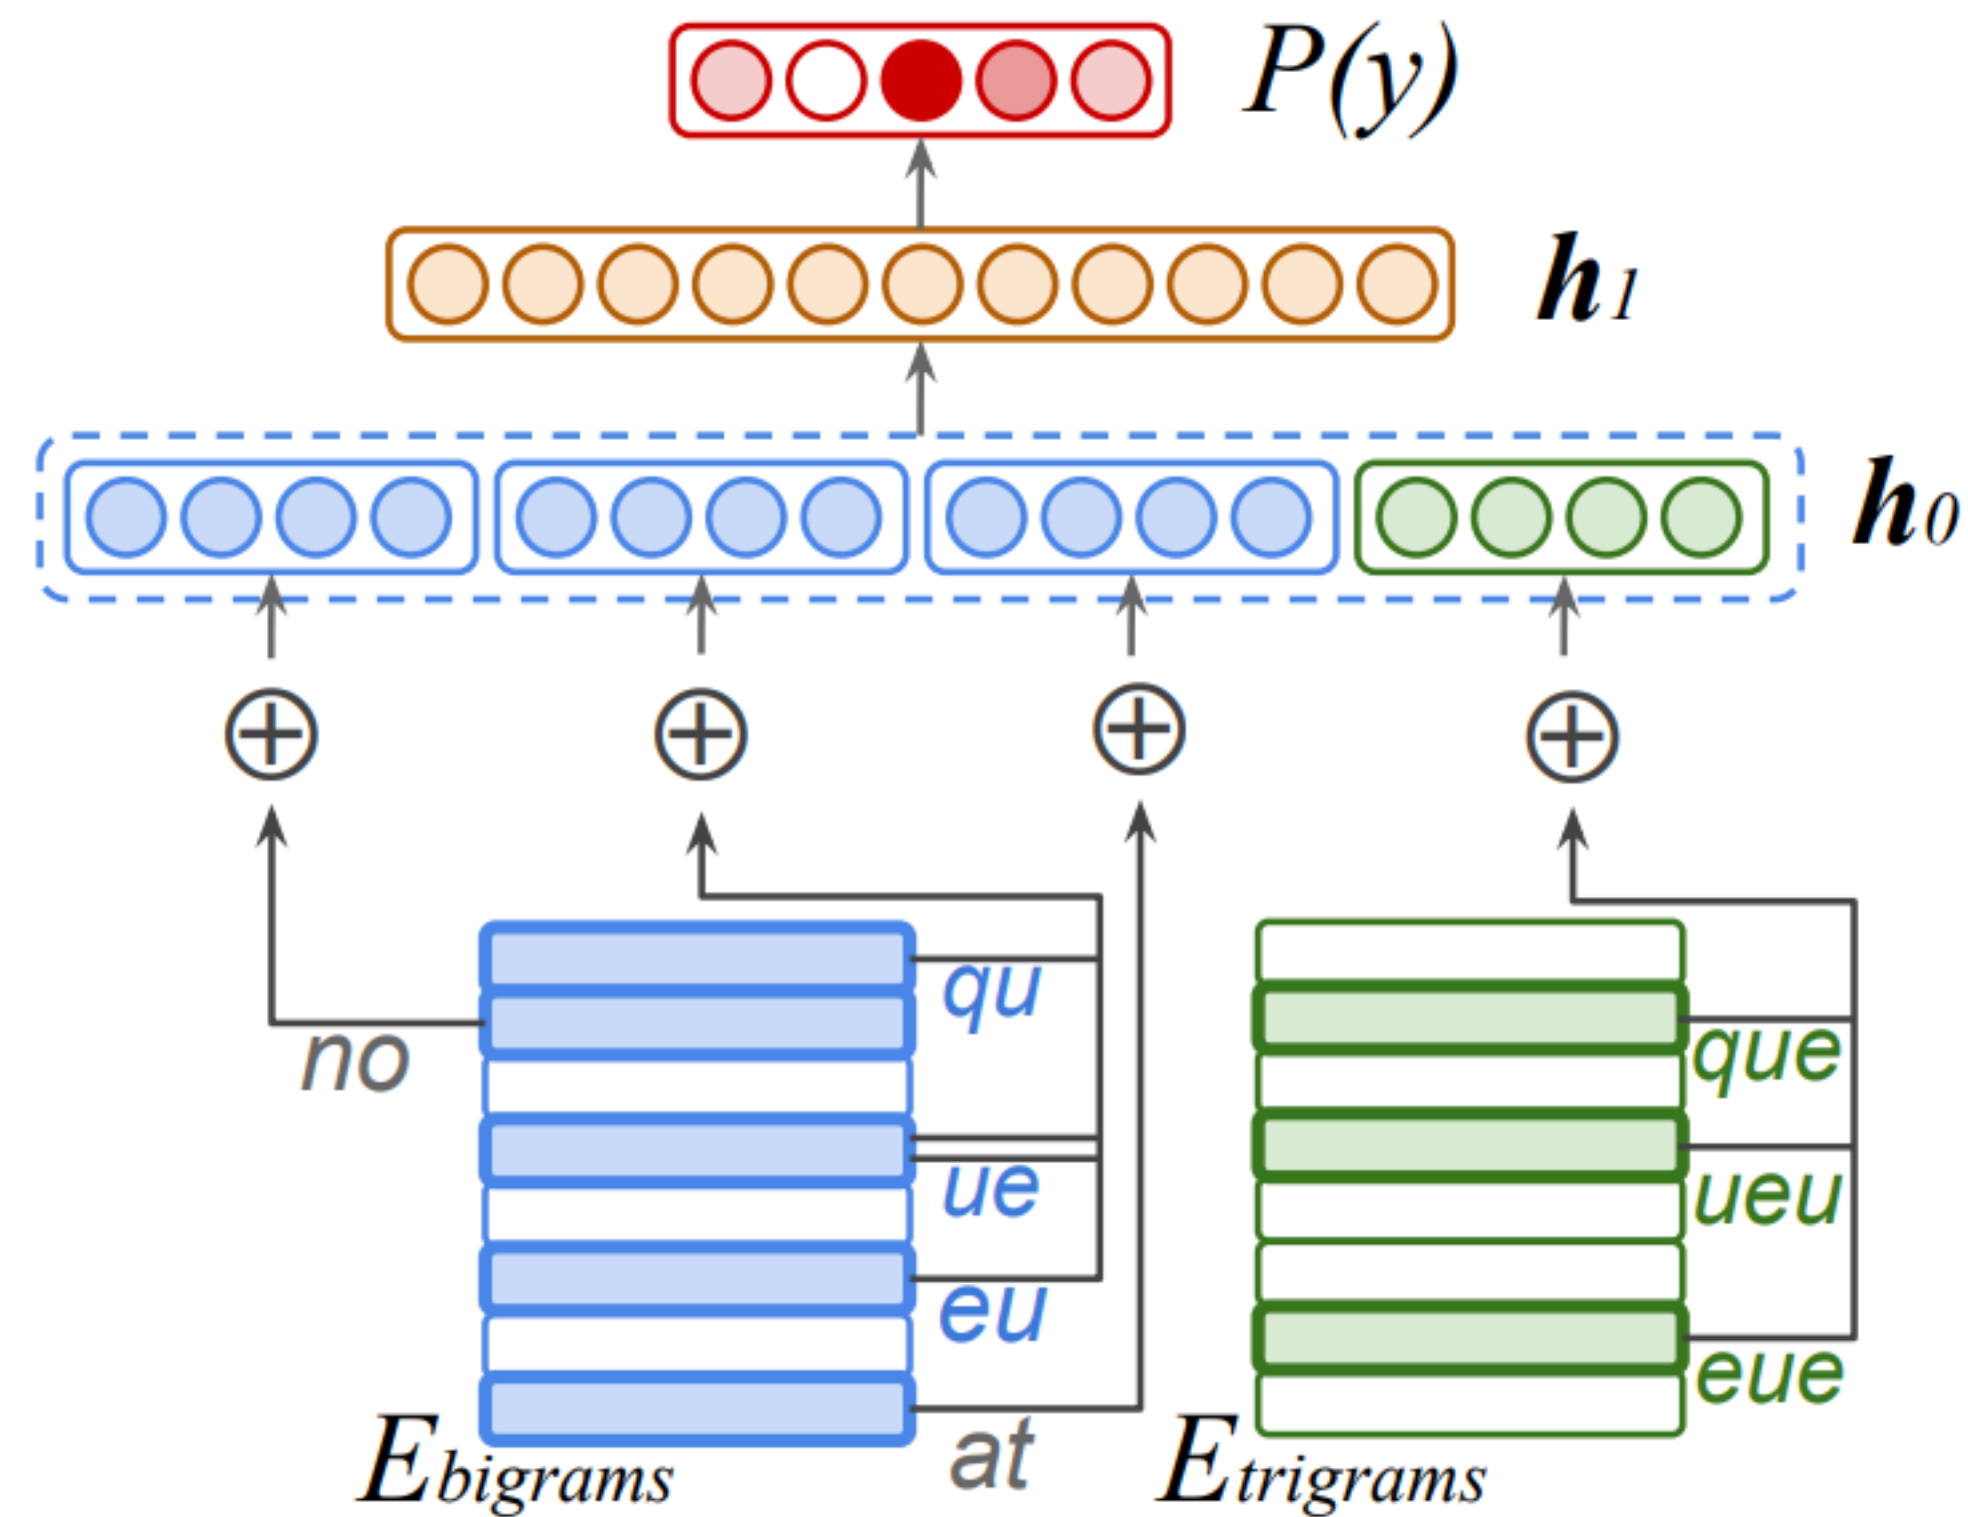 P(y)
h1
h0
no
qu
ue
eu
at
que
ueu
eue
Ebigrams
Etrigrams